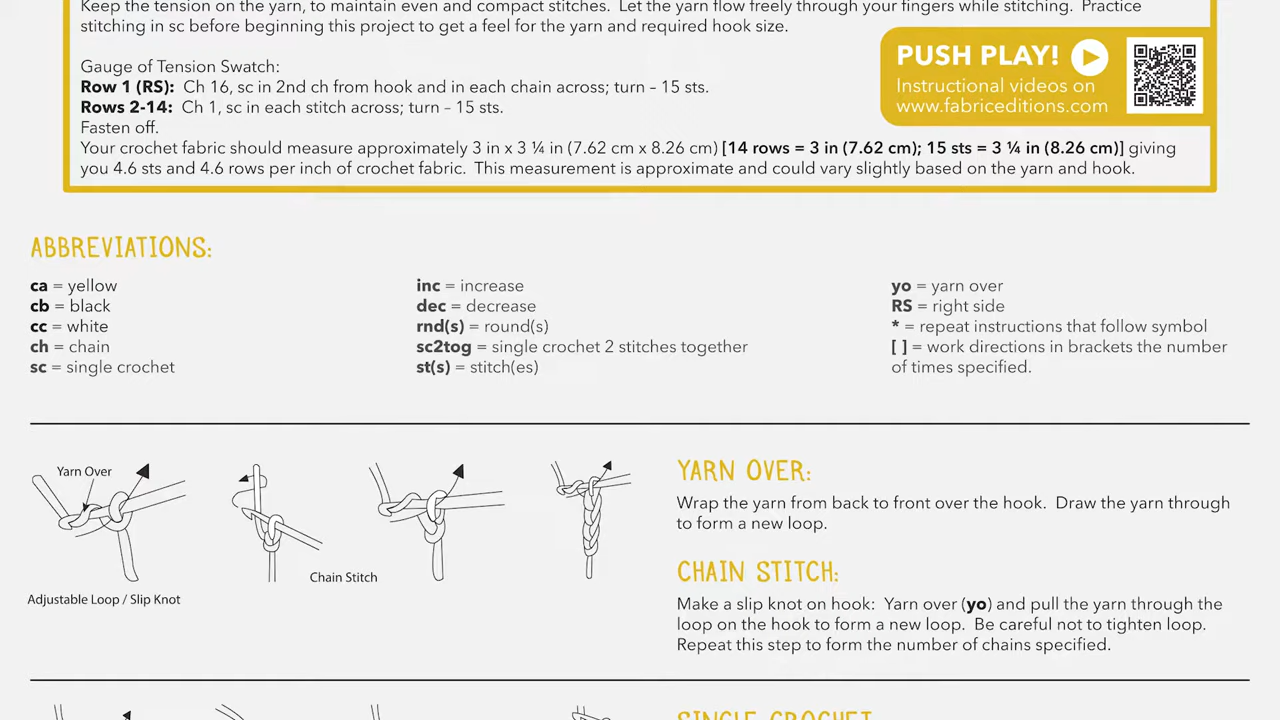 Keep the tension on the yarn, to maintain even and compact stitches.  Let the yarn flow freely through your fingers while stitching.  Practice
stitching in sc before beginning this project to get a feel for the yarn and required hook size.
PUSH PLAY!
Instructional videos on
www.fabriceditions.com
Gauge of Tension Swatch:
Row 1 (RS):  Ch 16, sc in 2nd ch from hook and in each chain across; turn – 15 sts.
Rows 2-14:  Ch 1, sc in each stitch across; turn – 15 sts.
Fasten off.
Your crochet fabric should measure approximately 3 in x 3 ¼ in (7.62 cm x 8.26 cm) [14 rows = 3 in (7.62 cm); 15 sts = 3 ¼ in (8.26 cm)] giving
you 4.6 sts and 4.6 rows per inch of crochet fabric.  This measurement is approximate and could vary slightly based on the yarn and hook.
ABBREVIATIONS:
ca = yellow
cb = black
cc = white
ch = chain
sc = single crochet
inc = increase
dec = decrease
rnd(s) = round(s)
sc2tog = single crochet 2 stitches together
st(s) = stitch(es)
yo = yarn over
RS = right side
* = repeat instructions that follow symbol
[ ] = work directions in brackets the number
of times specified.
Yarn Over
Adjustable Loop / Slip Knot
Chain Stitch
YARN OVER:
Wrap the yarn from back to front over the hook.  Draw the yarn through
to form a new loop.
CHAIN STITCH:
Make a slip knot on hook:  Yarn over (yo) and pull the yarn through the
loop on the hook to form a new loop.  Be careful not to tighten loop.
Repeat this step to form the number of chains specified.
SINGLE CROCHET